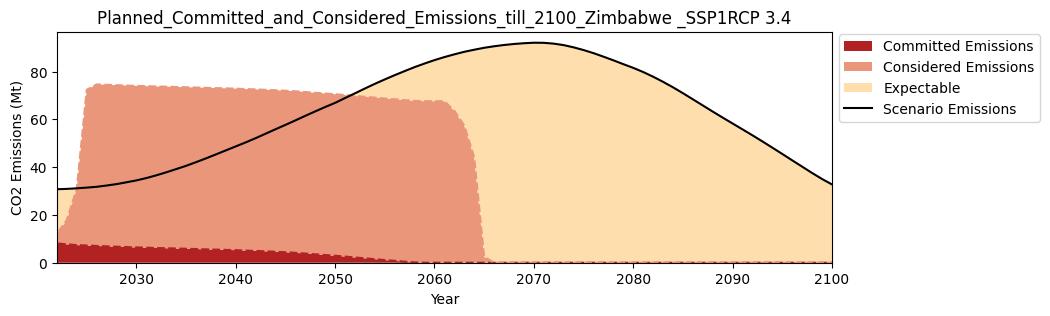 Planned_Committed_and_Considered_Emissions_till_2100_Zimbabwe _SSP1RCP 3.4
Committed Emissions
Considered Emissions
Expectable
Scenario Emissions
CO2 Emissions (Mt)
80
60
40
20
0
2030 2040 2050 2060 2070 2080 2090 2100
Year